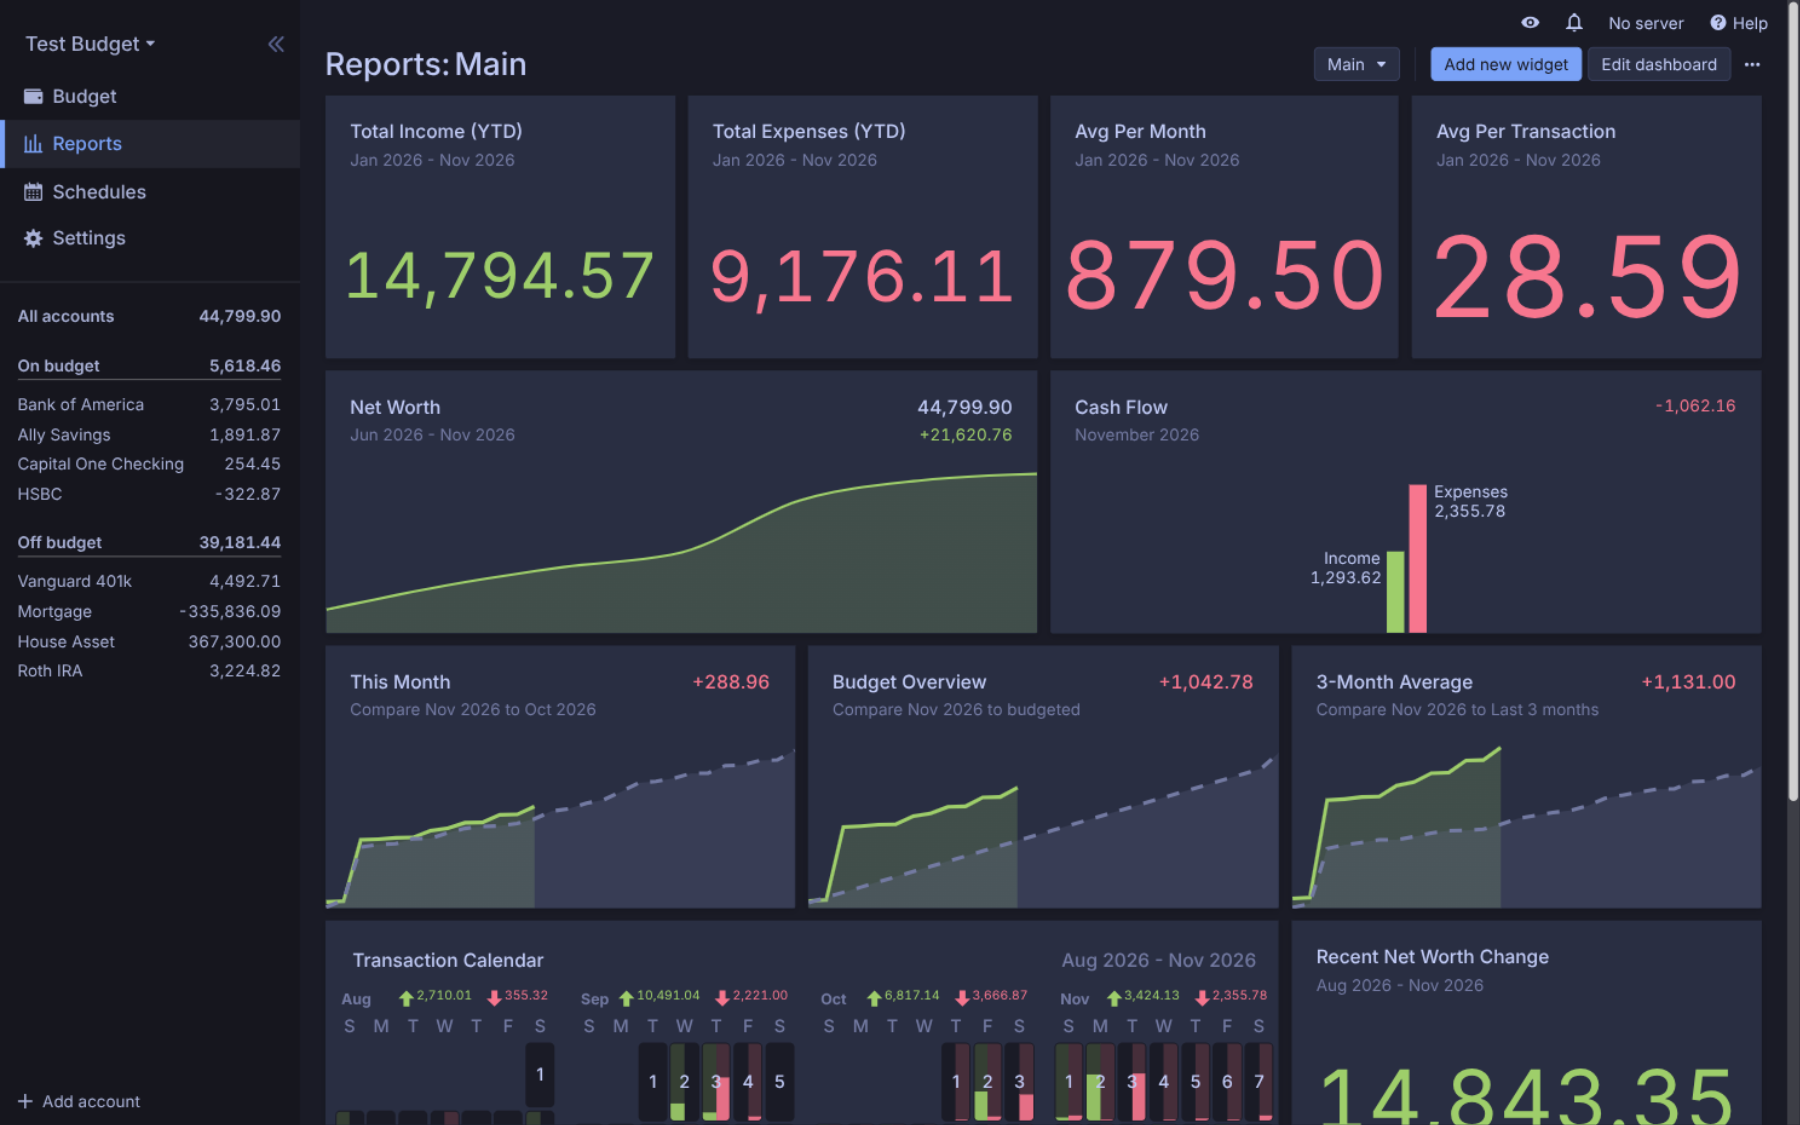 Test Budget
Budget
Reports
Schedules
Settings
All accounts 44,799.90
On budget 5,618.46
Bank of America 3,795.01
Ally Savings 1,891.87
Capital One Checking 254.45
HSBC -322.87
Off budget 39,181.44
Vanguard 401k 4,492.71
Mortgage -335,836.09
House Asset 367,300.00
Roth IRA 3,224.82
Add account
No server Help
Reports: Main
Main Add new widget Edit dashboard
Total Income (YTD)
Jan 2026 - Nov 2026
14,794.57
Total Expenses (YTD)
Jan 2026 - Nov 2026
9,176.11
Avg Per Month
Jan 2026 - Nov 2026
879.50
Avg Per Transaction
Jan 2026 - Nov 2026
28.59
Net Worth 44,799.90
Jun 2026 - Nov 2026 +21,620.76
Cash Flow -1,062.16
November 2026
Expenses
2,355.78
Income
1,293.62
This Month +288.96
Compare Nov 2026 to Oct 2026
Budget Overview +1,042.78
Compare Nov 2026 to budgeted
3-Month Average +1,131.00
Compare Nov 2026 to Last 3 months
Transaction Calendar Aug 2026 - Nov 2026
Aug 2,710.01 355.32
S M T W T F S
1
Sep 10,491.04 2,221.00
S M T W T F S
1 2 3 4 5
Oct 6,817.14 3,666.87
S M T W T F S
1 2 3
Nov 3,424.13 2,355.78
S M T W T F S
1 2 3 4 5 6 7
Recent Net Worth Change
Aug 2026 - Nov 2026
14,843.35